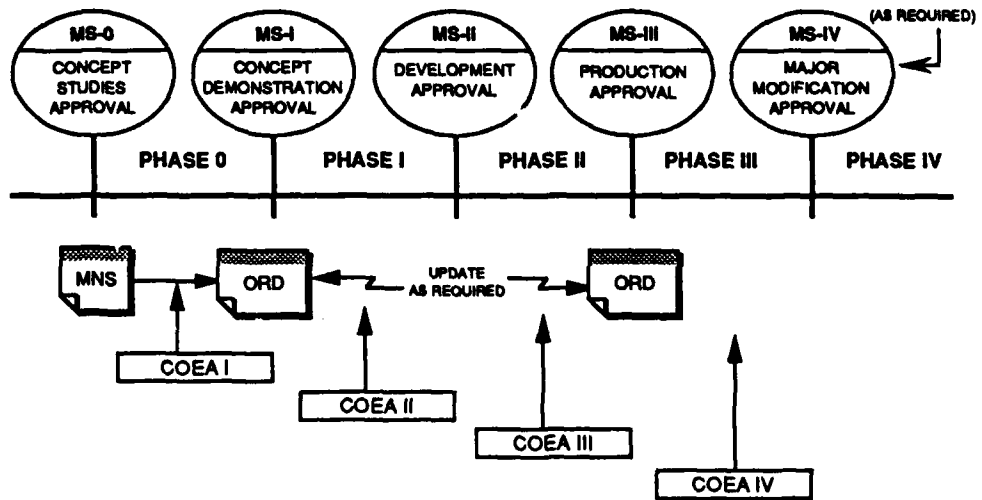 (AS REQUIRED)
MS-0
CONCEPT
STUDIES
APPROVAL
MS-I
CONCEPT
DEMONSTRATION
APPROVAL
MS-II
DEVELOPMENT
APPROVAL
MS-III
PRODUCTION
APPROVAL
MS-IV
MAJOR
MODIFICATION
APPROVAL
PHASE 0
PHASE I
PHASE II
PHASE III
PHASE IV
MNS
ORD
UPDATE
AS REQUIRED
ORD
COEA I
COEA II
COEA III
COEA IV